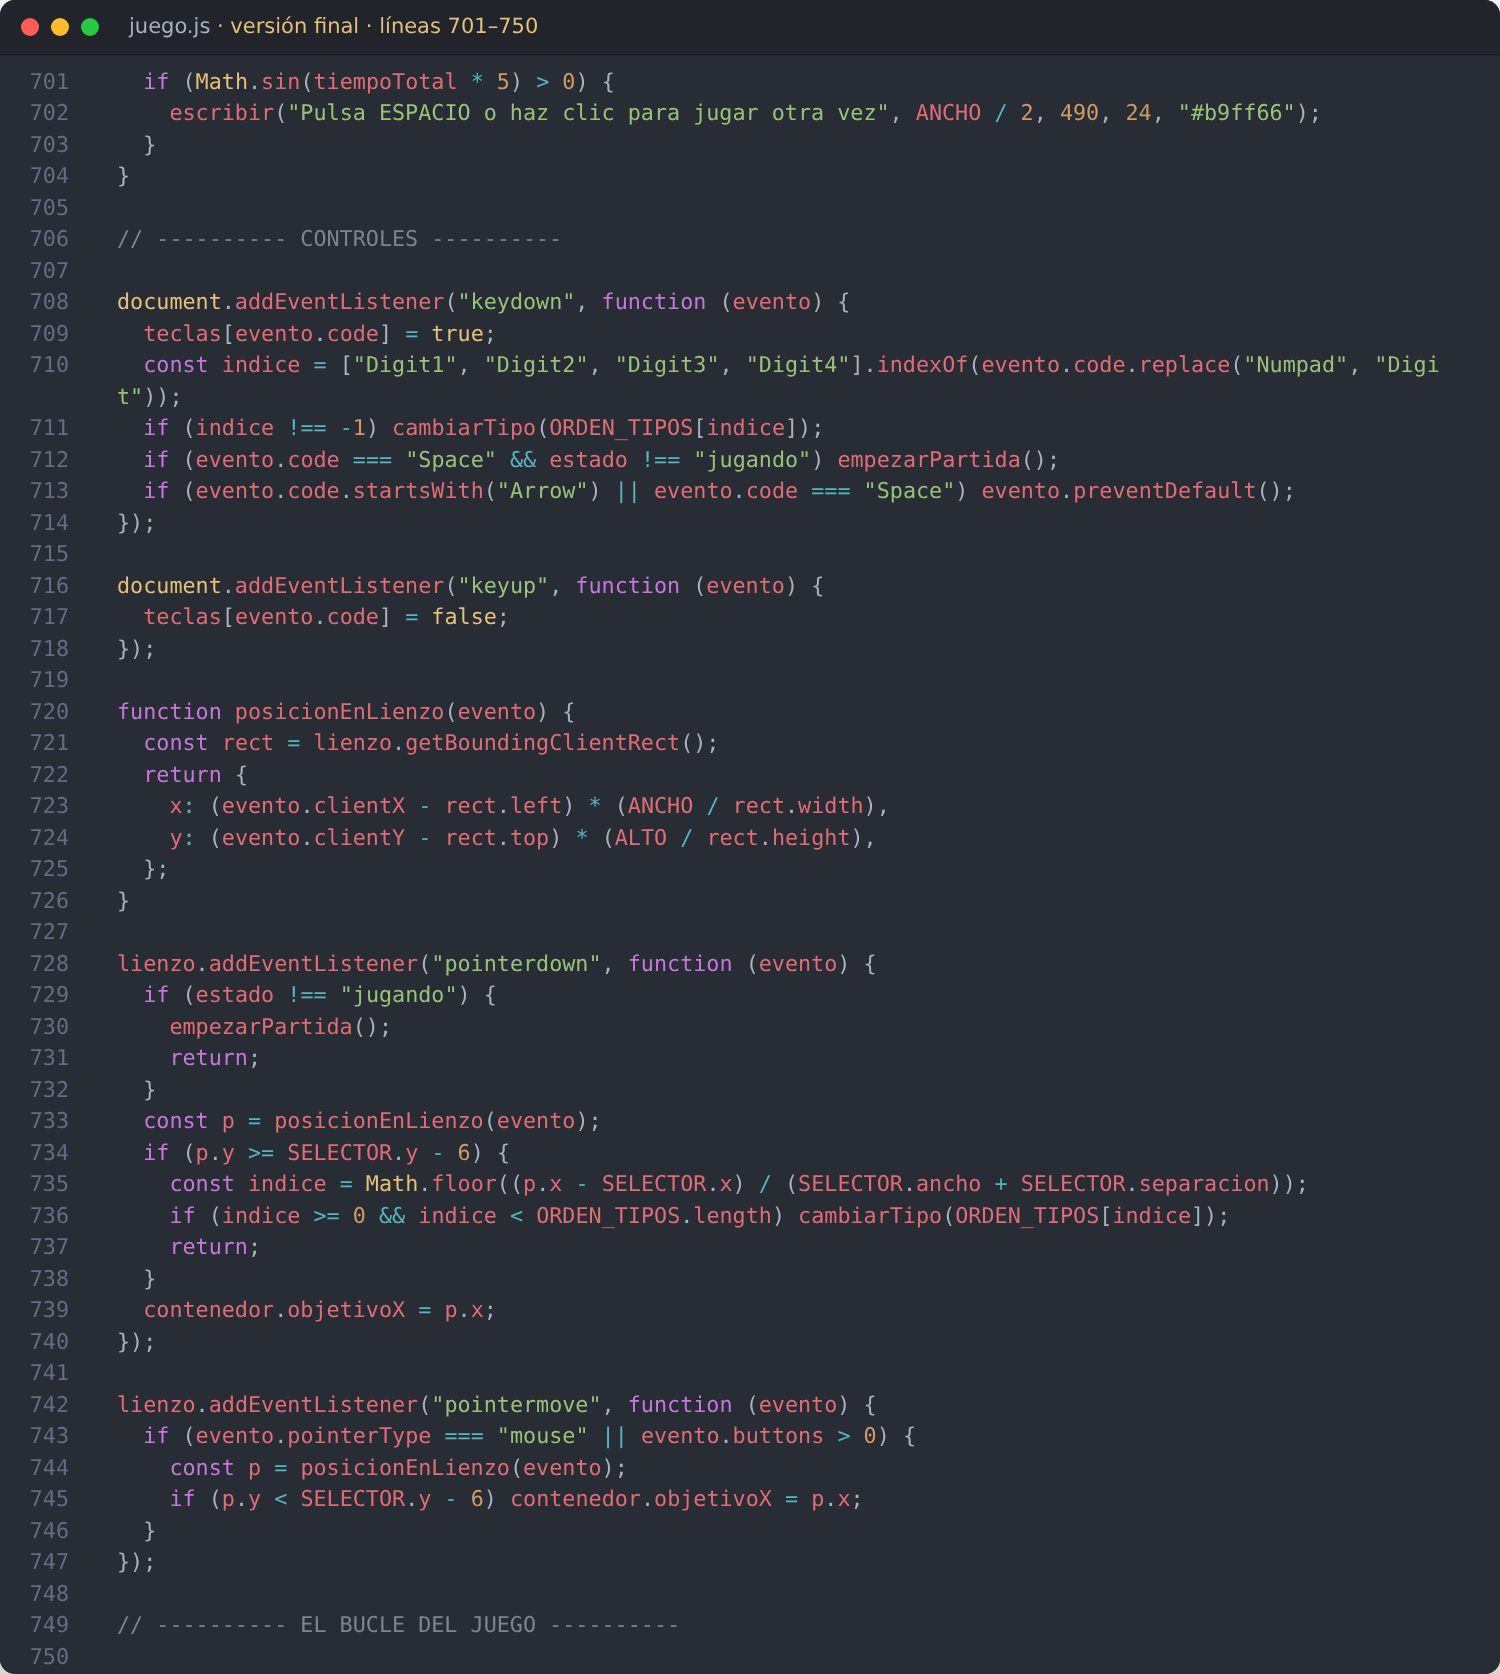 juego.js · versión final · líneas 701–750
701 if (Math.sin(tiempoTotal * 5) > 0) {
702 escribir("Pulsa ESPACIO o haz clic para jugar otra vez", ANCHO / 2, 490, 24, "#b9ff66");
703 }
704 }
705
706 // ---------- CONTROLES ----------
707
708 document.addEventListener("keydown", function (evento) {
709 teclas[evento.code] = true;
710 const indice = ["Digit1", "Digit2", "Digit3", "Digit4"].indexOf(evento.code.replace("Numpad", "Digi
t"));
711 if (indice !== -1) cambiarTipo(ORDEN_TIPOS[indice]);
712 if (evento.code === "Space" && estado !== "jugando") empezarPartida();
713 if (evento.code.startsWith("Arrow") || evento.code === "Space") evento.preventDefault();
714 });
715
716 document.addEventListener("keyup", function (evento) {
717 teclas[evento.code] = false;
718 });
719
720 function posicionEnLienzo(evento) {
721 const rect = lienzo.getBoundingClientRect();
722 return {
723 x: (evento.clientX - rect.left) * (ANCHO / rect.width),
724 y: (evento.clientY - rect.top) * (ALTO / rect.height),
725 };
726 }
727
728 lienzo.addEventListener("pointerdown", function (evento) {
729 if (estado !== "jugando") {
730 empezarPartida();
731 return;
732 }
733 const p = posicionEnLienzo(evento);
734 if (p.y >= SELECTOR.y - 6) {
735 const indice = Math.floor((p.x - SELECTOR.x) / (SELECTOR.ancho + SELECTOR.separacion));
736 if (indice >= 0 && indice < ORDEN_TIPOS.length) cambiarTipo(ORDEN_TIPOS[indice]);
737 return;
738 }
739 contenedor.objetivoX = p.x;
740 });
741
742 lienzo.addEventListener("pointermove", function (evento) {
743 if (evento.pointerType === "mouse" || evento.buttons > 0) {
744 const p = posicionEnLienzo(evento);
745 if (p.y < SELECTOR.y - 6) contenedor.objetivoX = p.x;
746 }
747 });
748
749 // ---------- EL BUCLE DEL JUEGO ----------
750